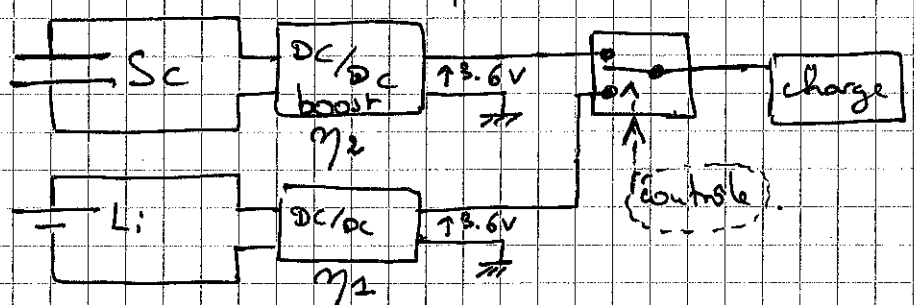 Sc
DC/DC
boost
η2
↑3.6V
charge
contrôle
Li
DC/DC
η1
↑3.6V